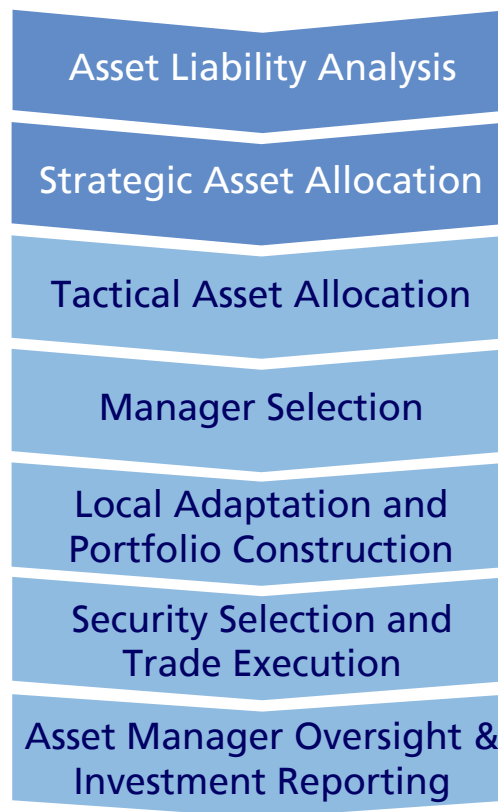 Asset Liability Analysis
Strategic Asset Allocation
Tactical Asset Allocation
Manager Selection
Local Adaptation and
Portfolio Construction
Security Selection and
Trade Execution
Asset Manager Oversight &
Investment Reporting